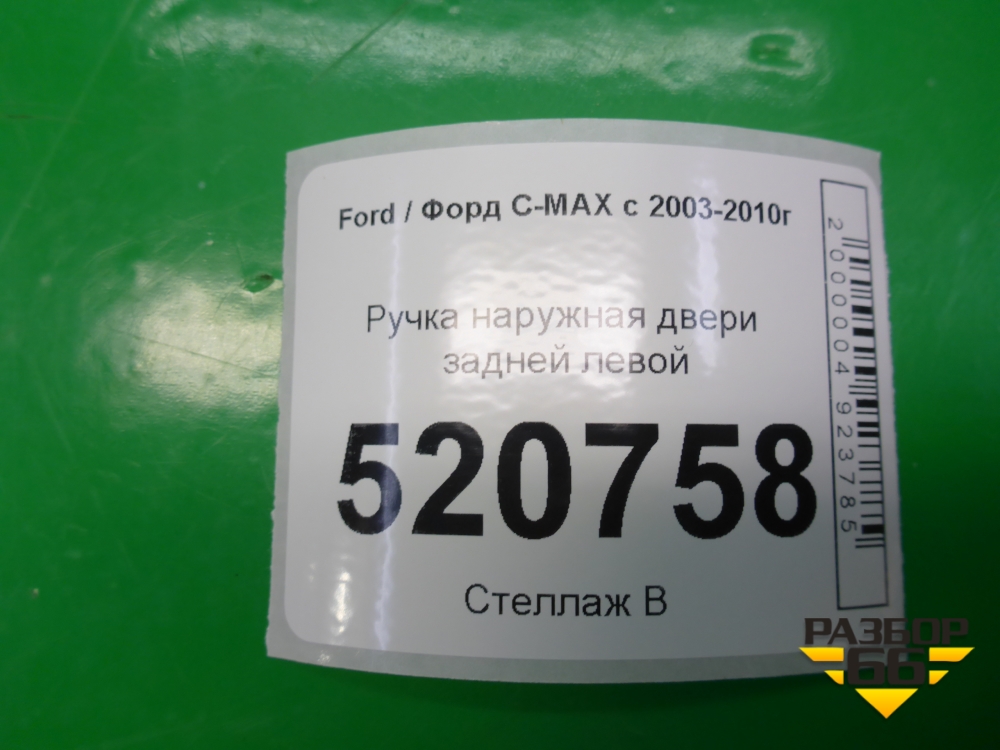 Ford / Форд C-MAX с 2003-2010г
Ручка наружная двери
задней левой
520758
Стеллаж В
2000004923785
РАЗБОР
66